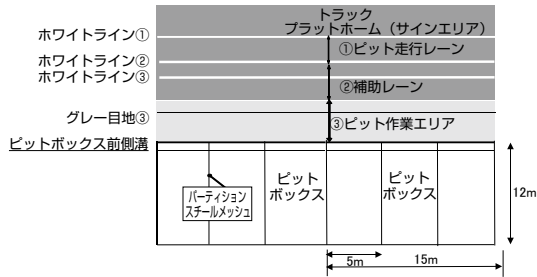 トラック
プラットホーム（サインエリア）
ホワイトライン①
①ピット走行レーン
ホワイトライン②
ホワイトライン③
②補助レーン
グレー目地③
③ピット作業エリア
ピットボックス前側溝
ピット
ボックス
ピット
ボックス
パーティション
スチールメッシュ
12m
5m
15m